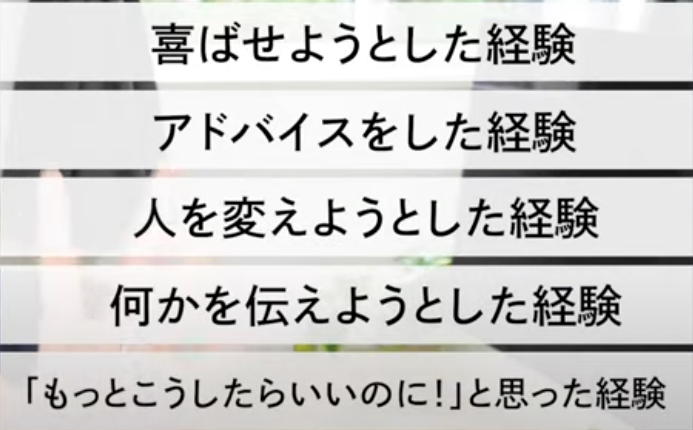 喜ばせようとした経験
アドバイスをした経験
人を変えようとした経験
何かを伝えようとした経験
「もっとこうしたらいいのに!」と思った経験